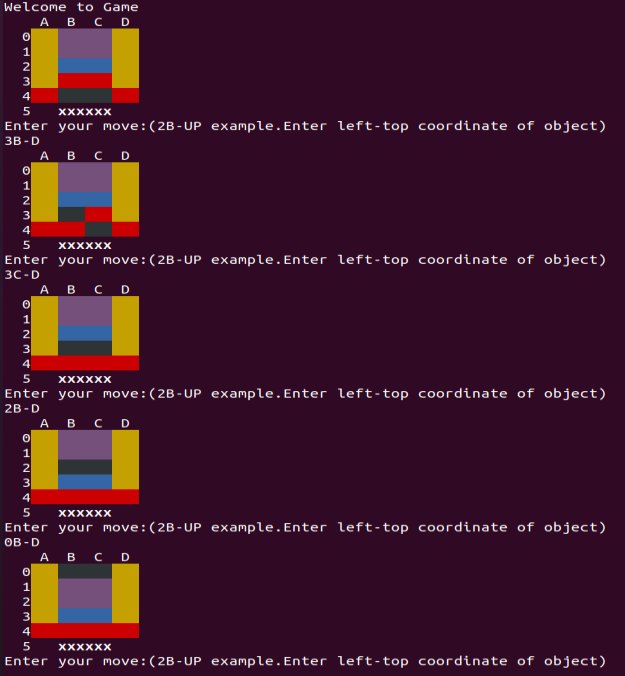 Welcome to Game
A B C D
0
1
2
3
4
5 xxxxxx
Enter your move:(2B-UP example.Enter left-top coordinate of object)
3B-D
A B C D
0
1
2
3
4
5 xxxxxx
Enter your move:(2B-UP example.Enter left-top coordinate of object)
3C-D
A B C D
0
1
2
3
4
5 xxxxxx
Enter your move:(2B-UP example.Enter left-top coordinate of object)
2B-D
A B C D
0
1
2
3
4
5 xxxxxx
Enter your move:(2B-UP example.Enter left-top coordinate of object)
0B-D
A B C D
0
1
2
3
4
5 xxxxxx
Enter your move:(2B-UP example.Enter left-top coordinate of object)